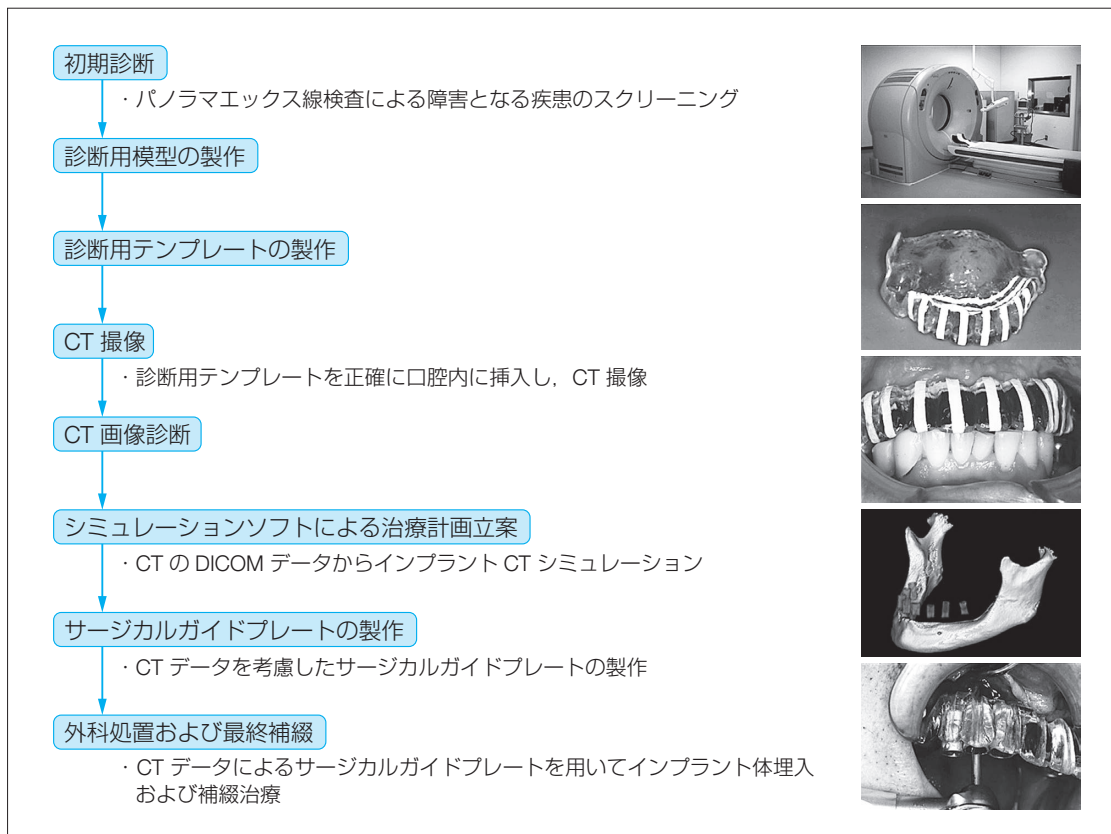 初期診断
・パノラマエックス線検査による障害となる疾患のスクリーニング
診断用模型の製作
診断用テンプレートの製作
CT 撮像
・診断用テンプレートを正確に口腔内に挿入し，CT 撮像
CT 画像診断
シミュレーションソフトによる治療計画立案
・CT の DICOM データからインプラント CT シミュレーション
サージカルガイドプレートの製作
・CT データを考慮したサージカルガイドプレートの製作
外科処置および最終補綴
・CT データによるサージカルガイドプレートを用いてインプラント体埋入
および補綴治療